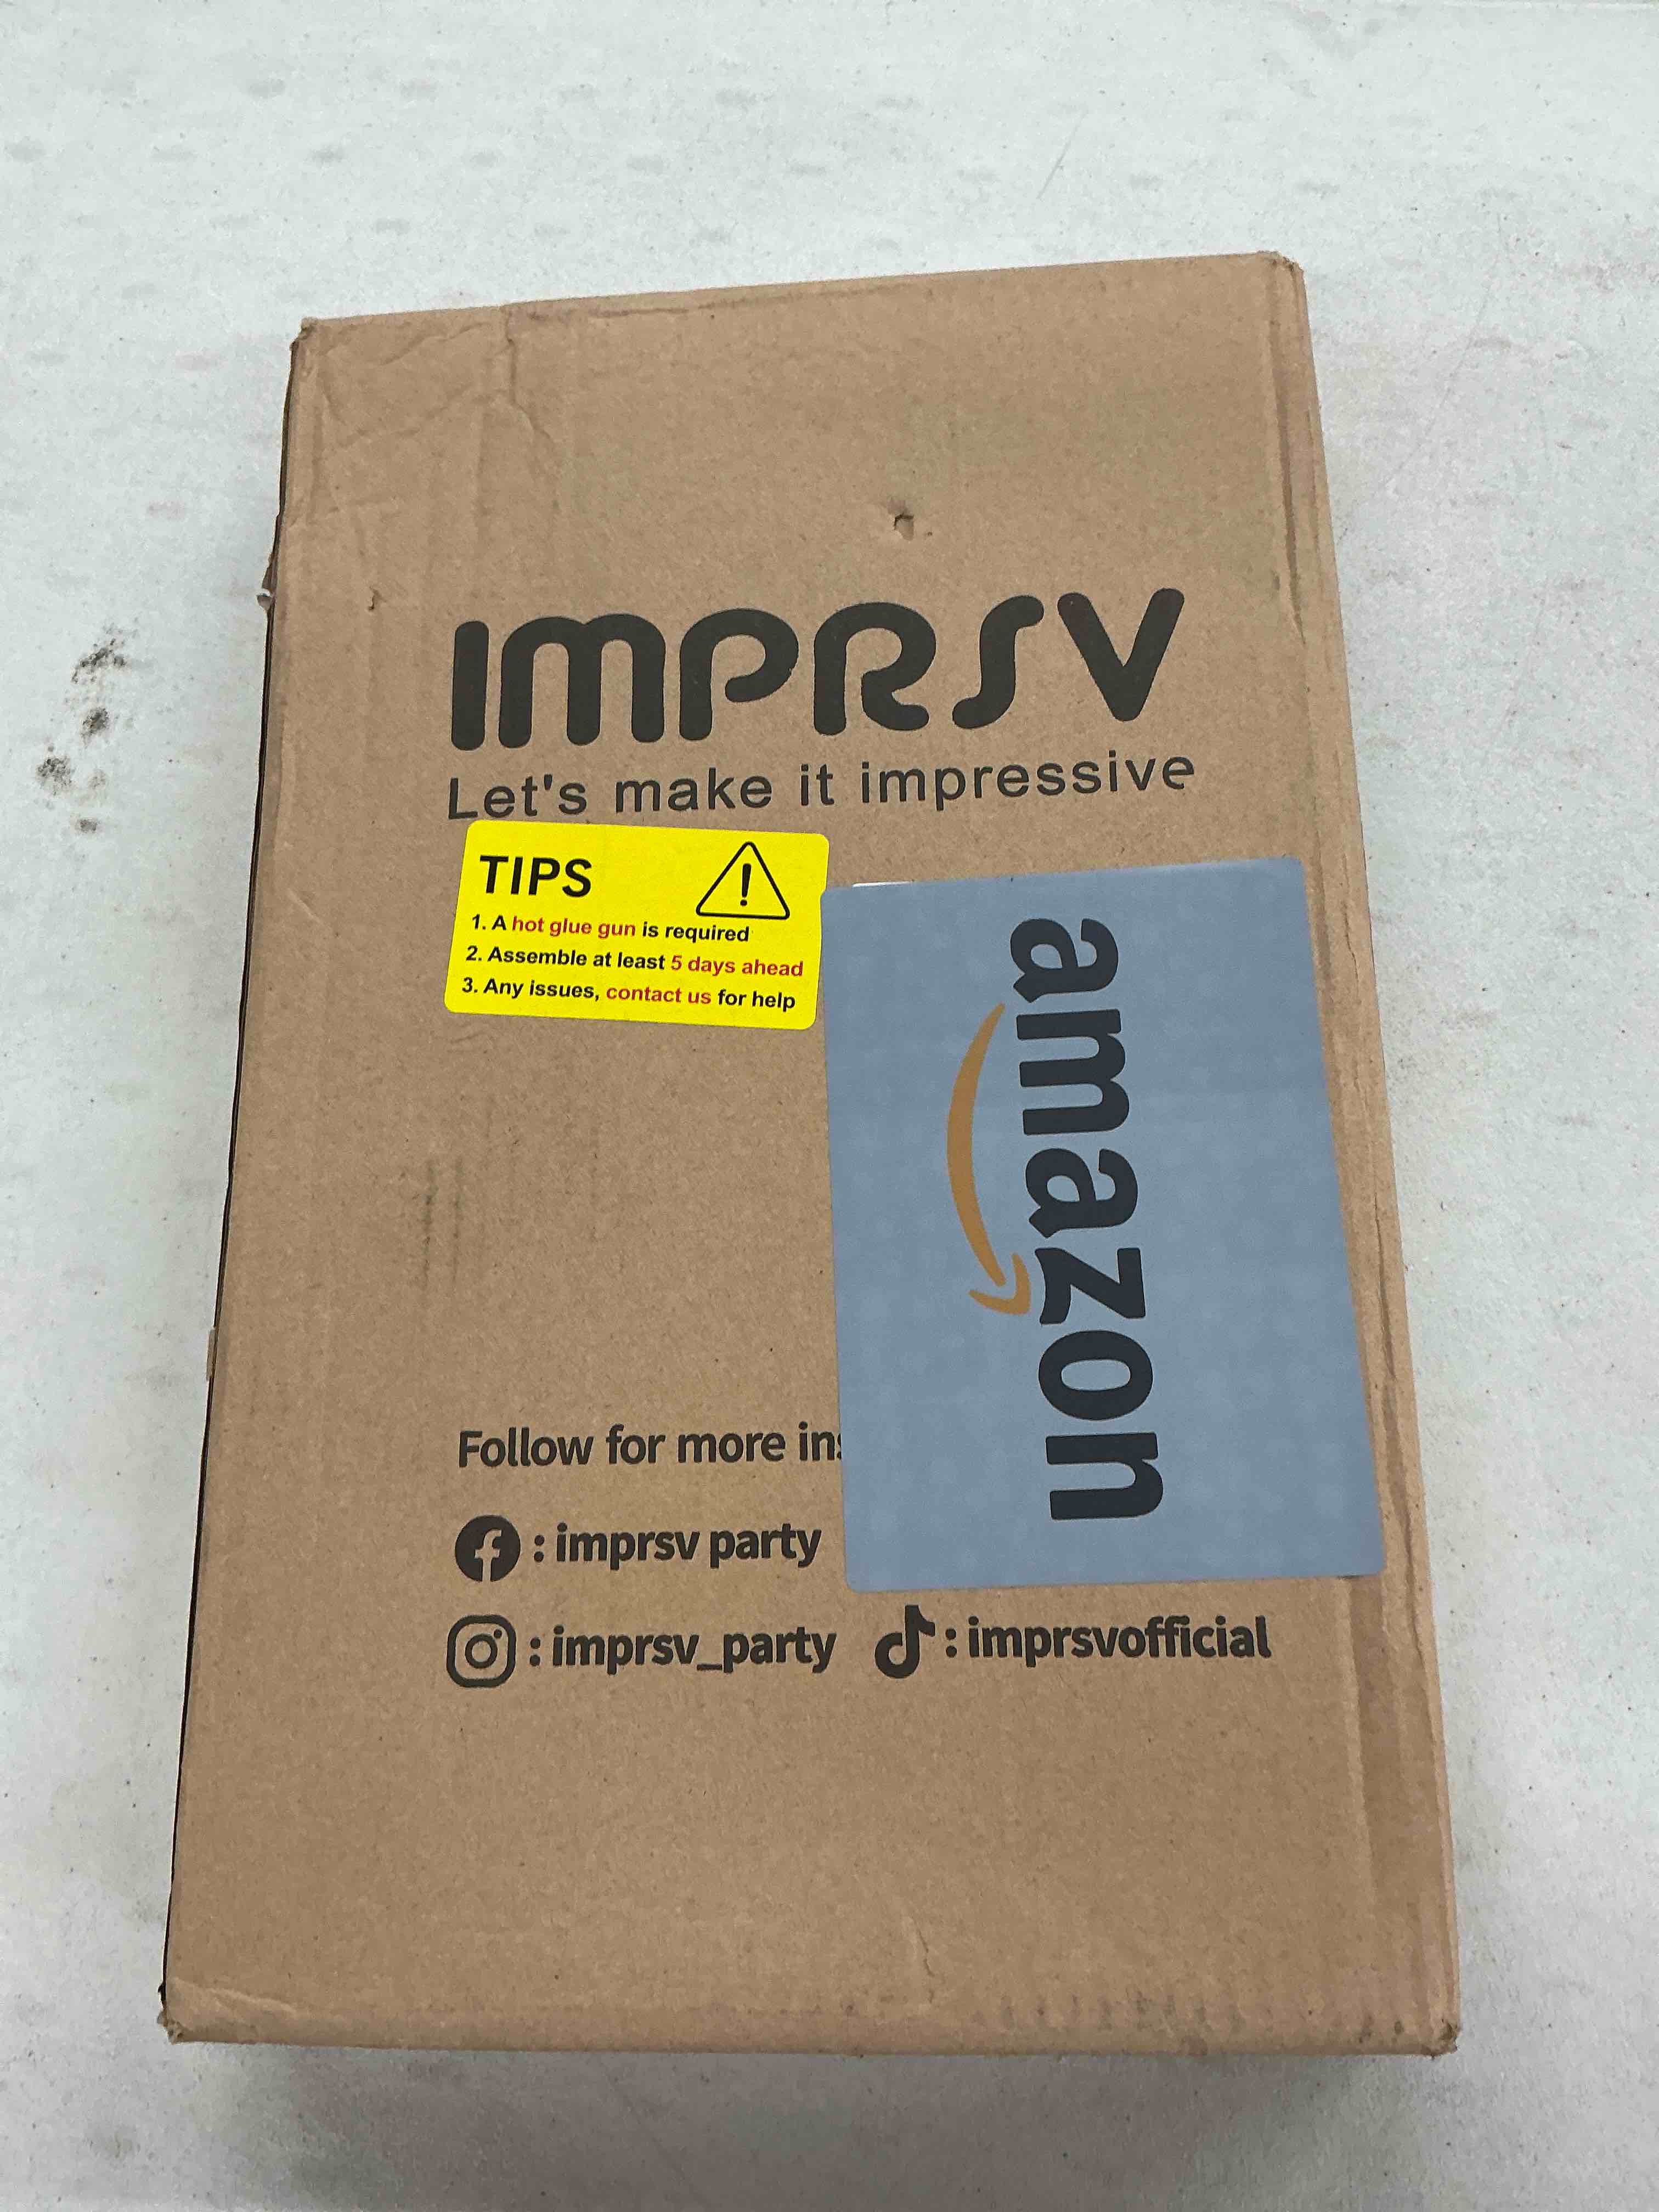 IMPRSV
Let's make it impressive
TIPS
1. A hot glue gun is required
2. Assemble at least 5 days ahead
3. Any issues, contact us for help
amazon
Follow for more
: imprsv party
: imprsv_party : imprsvofficial